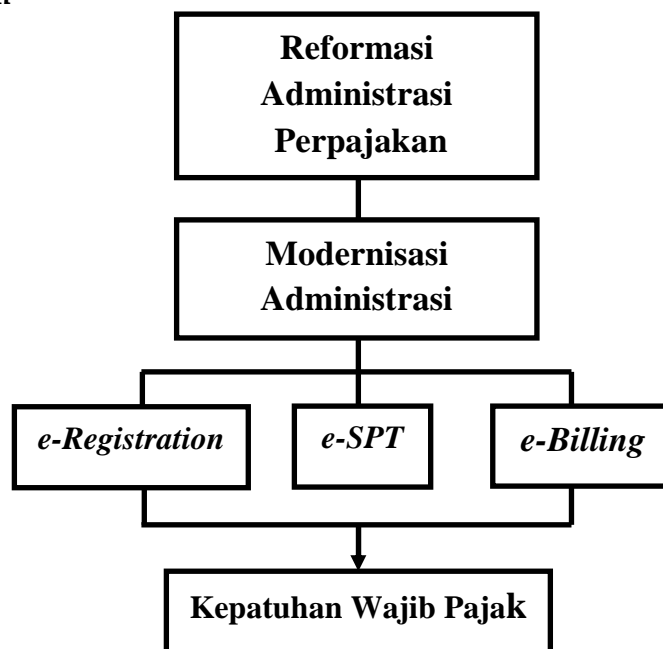 Reformasi
Administrasi
Perpajakan
Modernisasi
Administrasi
e-Registration
e-SPT
e-Billing
Kepatuhan Wajib Pajak